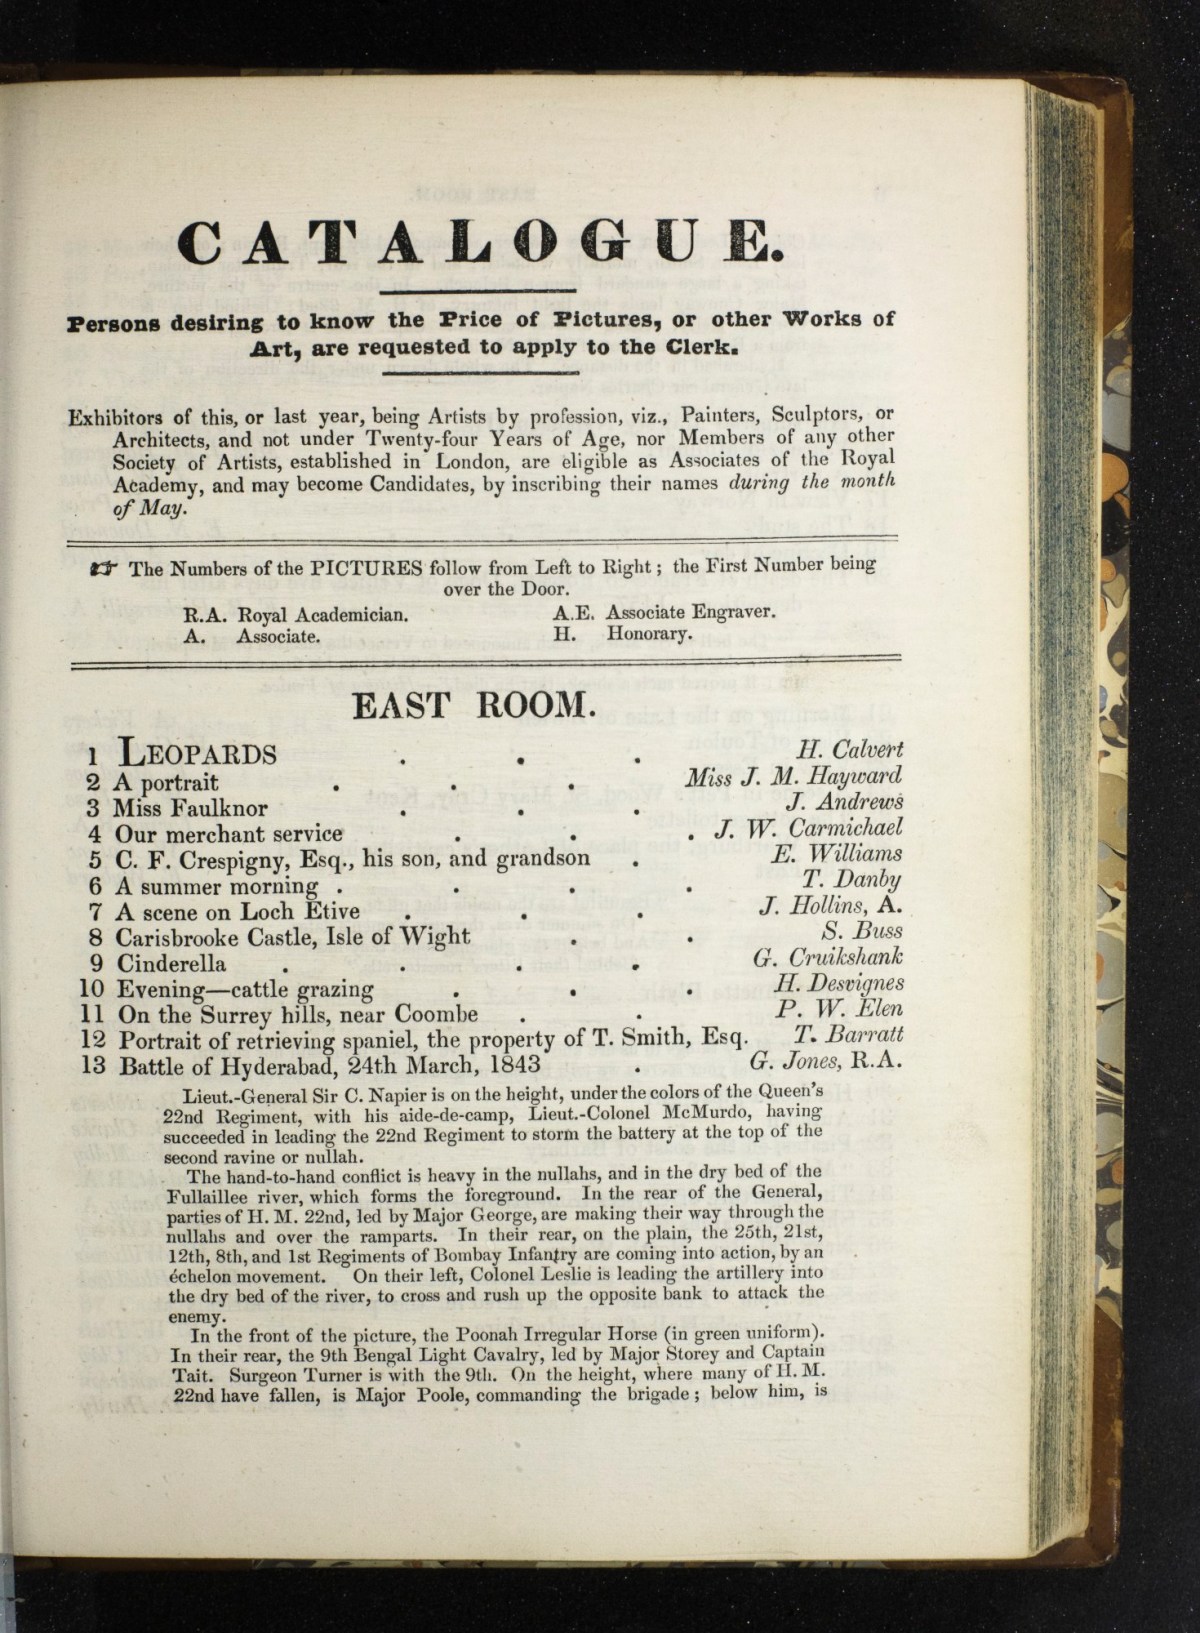 CATALOGUE.
Persons desiring to know the Price of Pictures, or other Works of
Art, are requested to apply to the Clerk.
Exhibitors of this, or last year, being Artists by profession, viz., Painters, Sculptors, or
Architects, and not under Twenty-four Years of Age, nor Members of any other
Society of Artists, established in London, are eligible as Associates of the Royal
Academy, and may become Candidates, by inscribing their names during the month
of May.
☞ The Numbers of the PICTURES follow from Left to Right; the First Number being
over the Door.
R.A. Royal Academician. A.E. Associate Engraver.
A. Associate. H. Honorary.
EAST ROOM.
1 LEOPARDS . . . H. Calvert
2 A portrait . . . Miss J. M. Hayward
3 Miss Faulknor . . . J. Andrews
4 Our merchant service . . . J. W. Carmichael
5 C. F. Crespigny, Esq., his son, and grandson . E. Williams
6 A summer morning . . . . T. Danby
7 A scene on Loch Etive . . . J. Hollins, A.
8 Carisbrooke Castle, Isle of Wight . . S. Buss
9 Cinderella . . . . G. Cruikshank
10 Evening—cattle grazing . . . H. Desvignes
11 On the Surrey hills, near Coombe . . P. W. Elen
12 Portrait of retrieving spaniel, the property of T. Smith, Esq. T. Barratt
13 Battle of Hyderabad, 24th March, 1843 . G. Jones, R.A.
Lieut.-General Sir C. Napier is on the height, under the colors of the Queen's
22nd Regiment, with his aide-de-camp, Lieut.-Colonel McMurdo, having
succeeded in leading the 22nd Regiment to storm the battery at the top of the
second ravine or nullah.
The hand-to-hand conflict is heavy in the nullahs, and in the dry bed of the
Fullaillee river, which forms the foreground. In the rear of the General,
parties of H. M. 22nd, led by Major George, are making their way through the
nullahs and over the ramparts. In their rear, on the plain, the 25th, 21st,
12th, 8th, and 1st Regiments of Bombay Infantry are coming into action, by an
échelon movement. On their left, Colonel Leslie is leading the artillery into
the dry bed of the river, to cross and rush up the opposite bank to attack the
enemy.
In the front of the picture, the Poonah Irregular Horse (in green uniform).
In their rear, the 9th Bengal Light Cavalry, led by Major Storey and Captain
Tait. Surgeon Turner is with the 9th. On the height, where many of H. M.
22nd have fallen, is Major Poole, commanding the brigade; below him, is